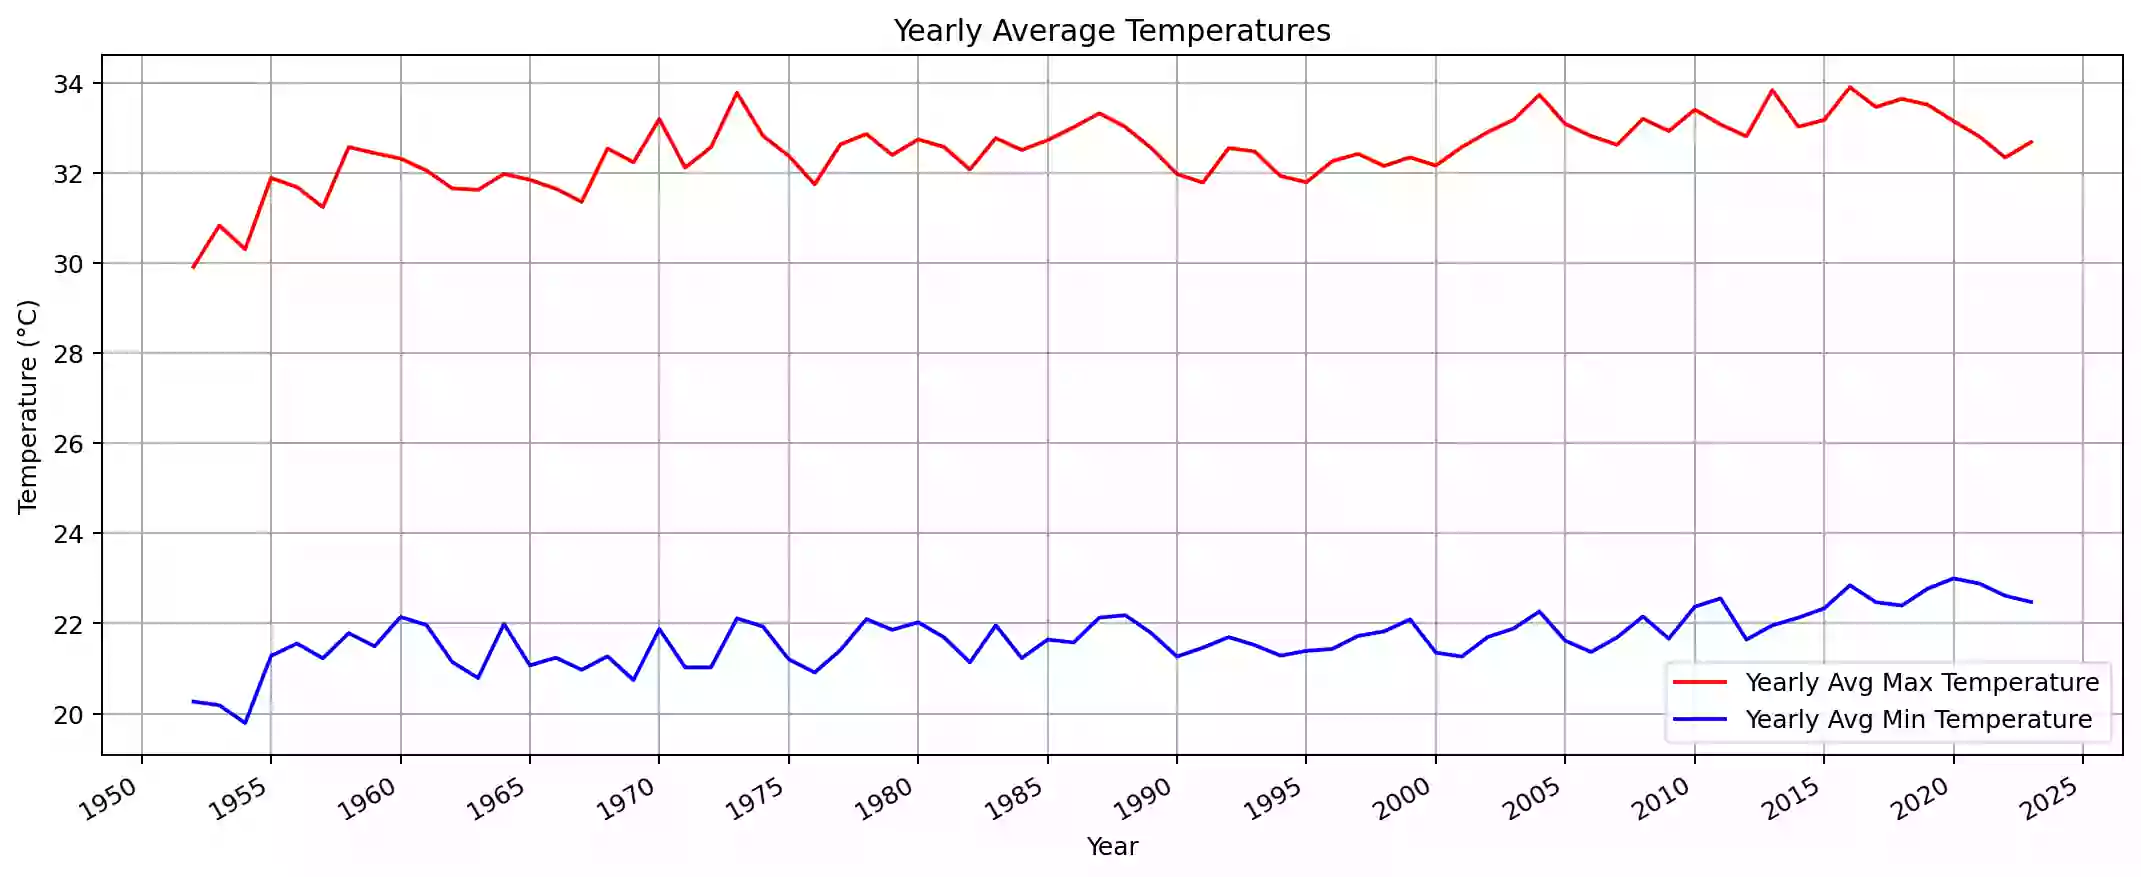 Yearly Average Temperatures
34
32
30
28
26
24
22
20
Temperature (°C)
Yearly Avg Max Temperature
Yearly Avg Min Temperature
1950 1955 1960 1965 1970 1975 1980 1985 1990 1995 2000 2005 2010 2015 2020 2025
Year